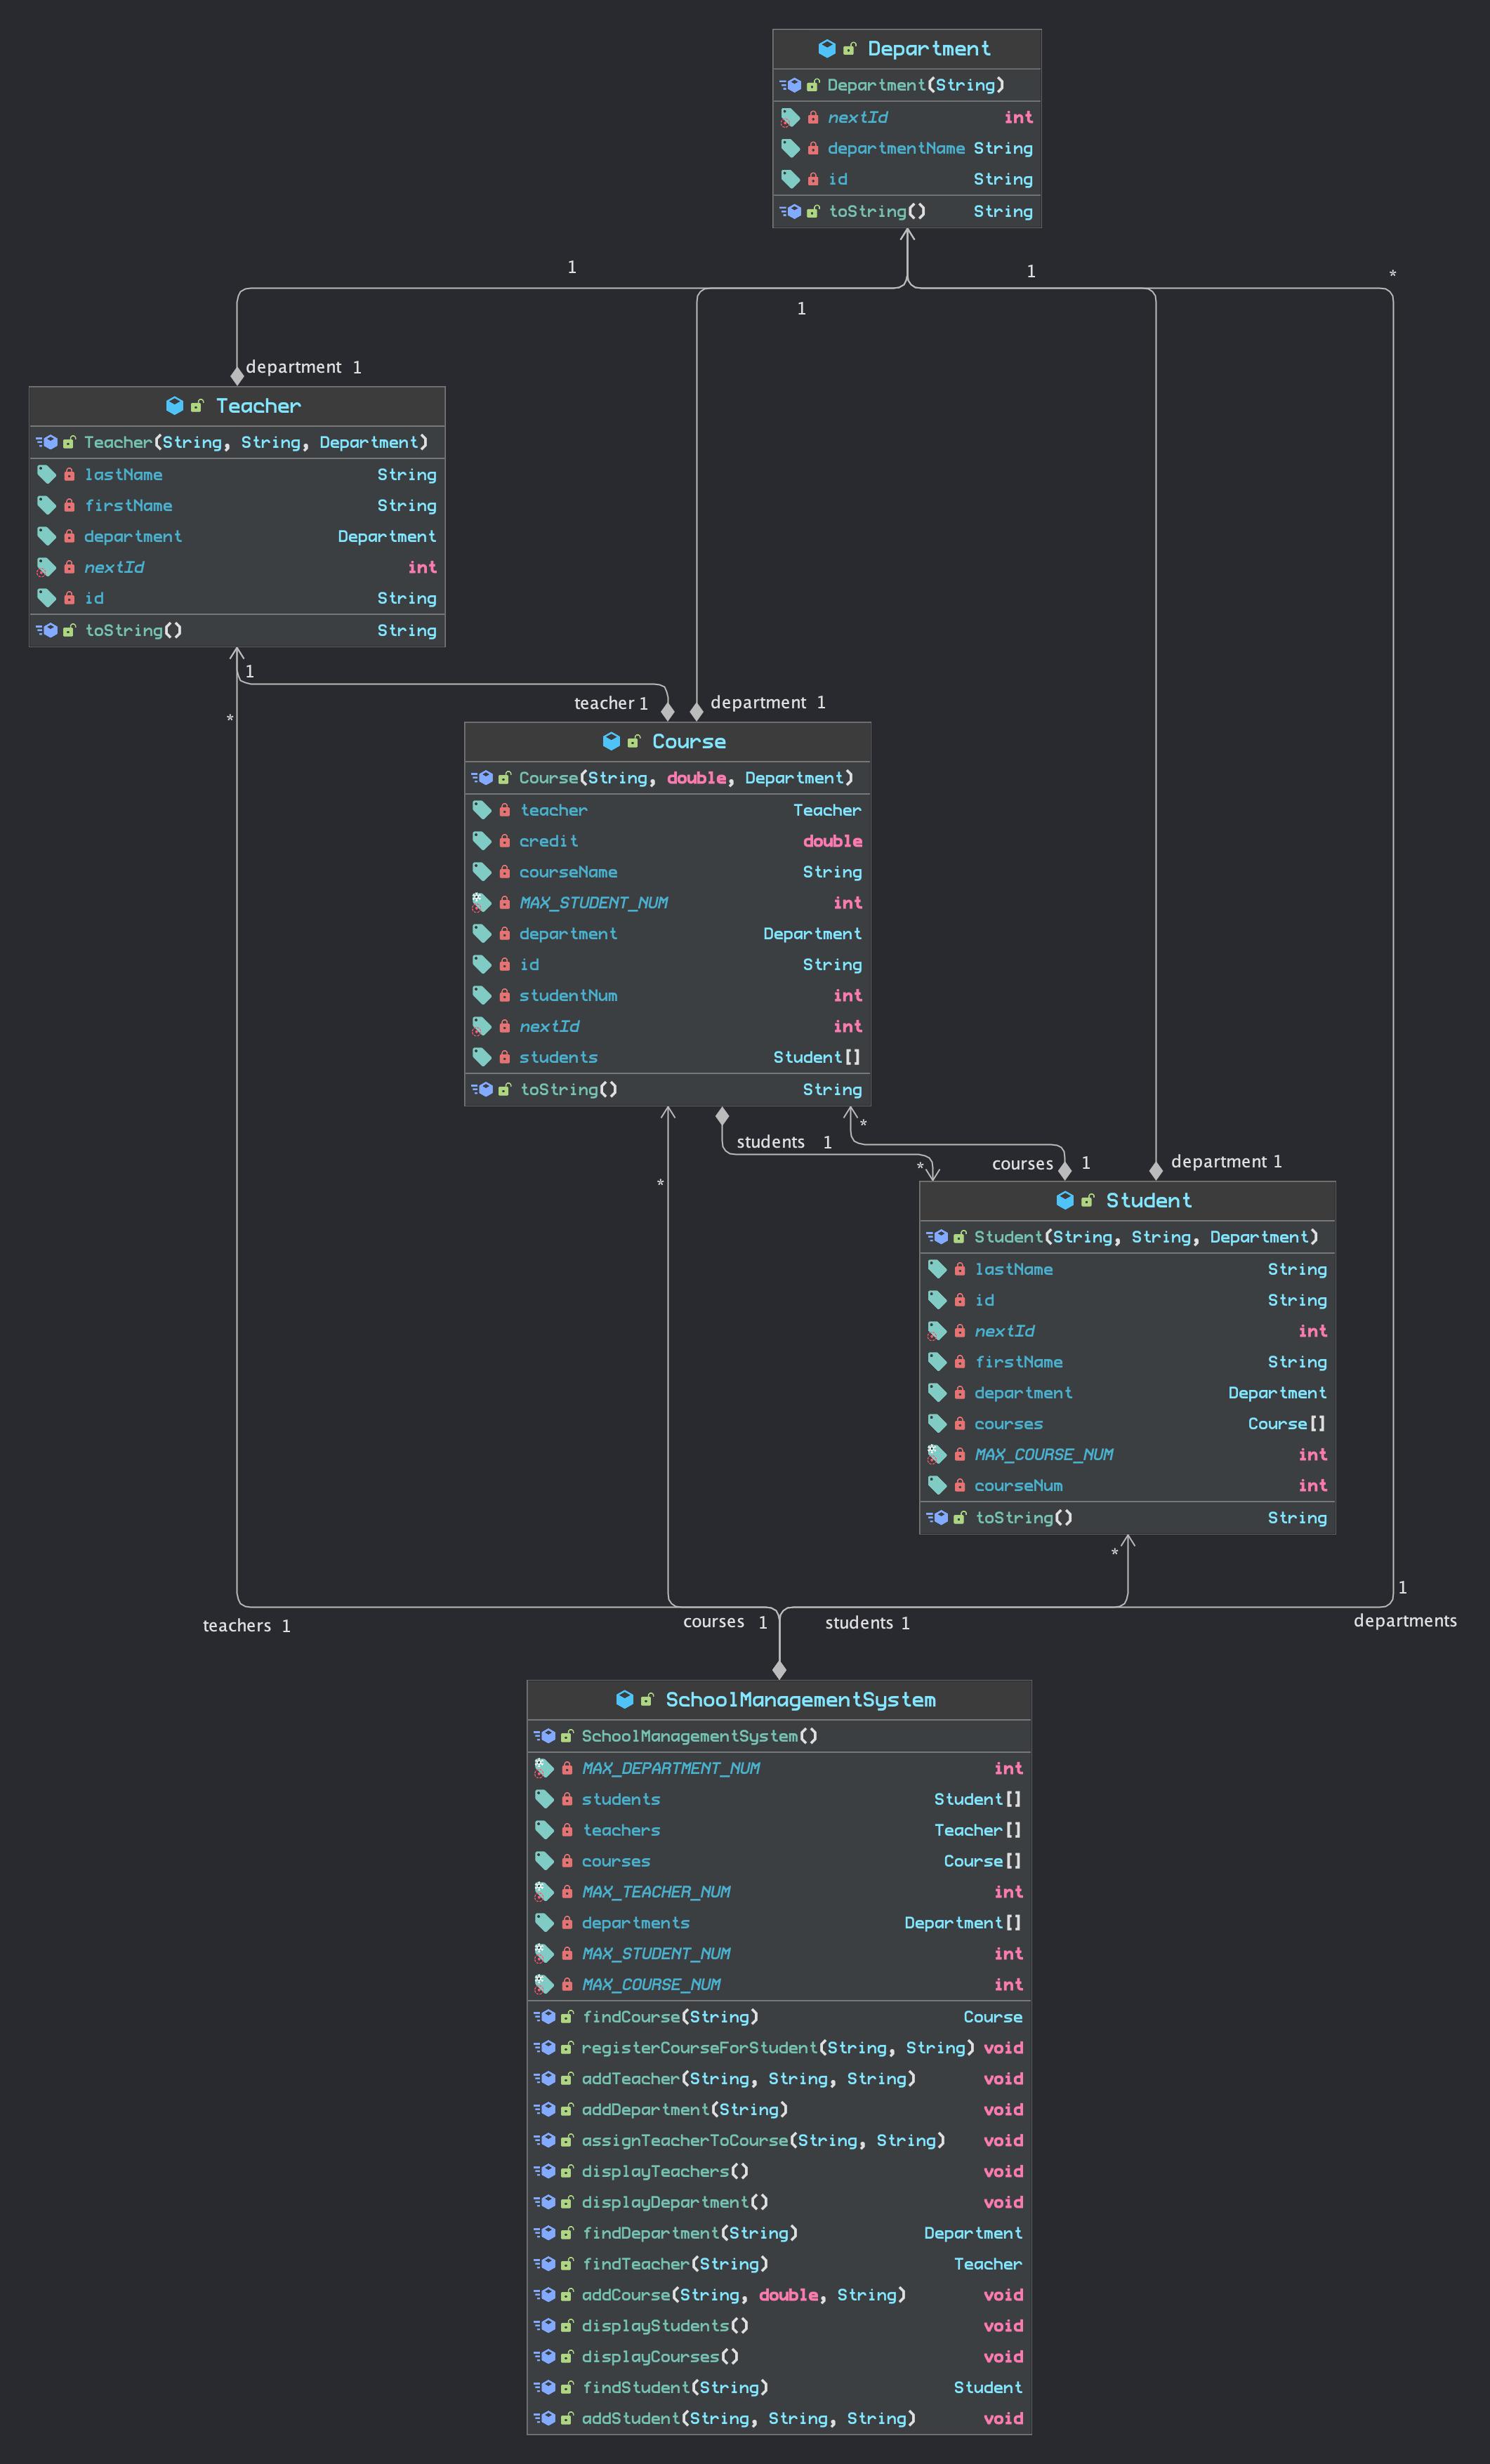 Department
Department(String)
nextId int
departmentName String
id String
toString() String
1
1
*
1
department 1
Teacher
Teacher(String, String, Department)
lastName String
firstName String
department Department
nextId int
id String
toString() String
1
*
teacher 1
department 1
Course
Course(String, double, Department)
teacher Teacher
credit double
courseName String
MAX_STUDENT_NUM int
department Department
id String
studentNum int
nextId int
students Student[]
toString() String
*
students 1
*
courses 1
department 1
*
Student
Student(String, String, Department)
lastName String
id String
nextId int
firstName String
department Department
courses Course[]
MAX_COURSE_NUM int
courseNum int
toString() String
*
1
teachers 1
courses 1
students 1
departments
SchoolManagementSystem
SchoolManagementSystem()
MAX_DEPARTMENT_NUM int
students Student[]
teachers Teacher[]
courses Course[]
MAX_TEACHER_NUM int
departments Department[]
MAX_STUDENT_NUM int
MAX_COURSE_NUM int
findCourse(String) Course
registerCourseForStudent(String, String) void
addTeacher(String, String, String) void
addDepartment(String) void
assignTeacherToCourse(String, String) void
displayTeachers() void
displayDepartment() void
findDepartment(String) Department
findTeacher(String) Teacher
addCourse(String, double, String) void
displayStudents() void
displayCourses() void
findStudent(String) Student
addStudent(String, String, String) void